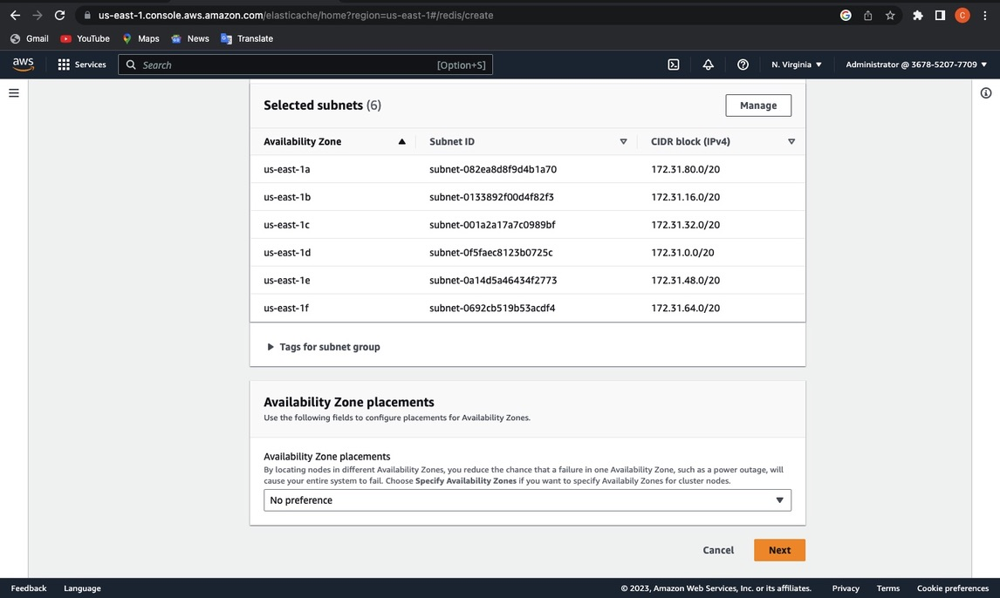 us-east-1.console.aws.amazon.com/elasticache/home?region=us-east-1#/redis/create
Gmail YouTube Maps News Translate
aws Services Search [Option+S] N. Virginia Administrator @ 3678-5207-7709
Selected subnets (6) Manage
Availability Zone Subnet ID CIDR block (IPv4)
us-east-1a subnet-082ea8d8f9d4b1a70 172.31.80.0/20
us-east-1b subnet-0133892f00d4f82f3 172.31.16.0/20
us-east-1c subnet-001a2a17a7c0989bf 172.31.32.0/20
us-east-1d subnet-0f5faec8123b0725c 172.31.0.0/20
us-east-1e subnet-0a14d5a46434f2773 172.31.48.0/20
us-east-1f subnet-0692cb519b53acdf4 172.31.64.0/20
Tags for subnet group
Availability Zone placements
Use the following fields to configure placements for Availability Zones.
Availability Zone placements
By locating nodes in different Availability Zones, you reduce the chance that a failure in one Availability Zone, such as a power outage, will
cause your entire system to fail. Choose Specify Availability Zones if you want to specify Availabily Zones for cluster nodes.
No preference
Cancel Next
Feedback Language © 2023, Amazon Web Services, Inc. or its affiliates. Privacy Terms Cookie preferences